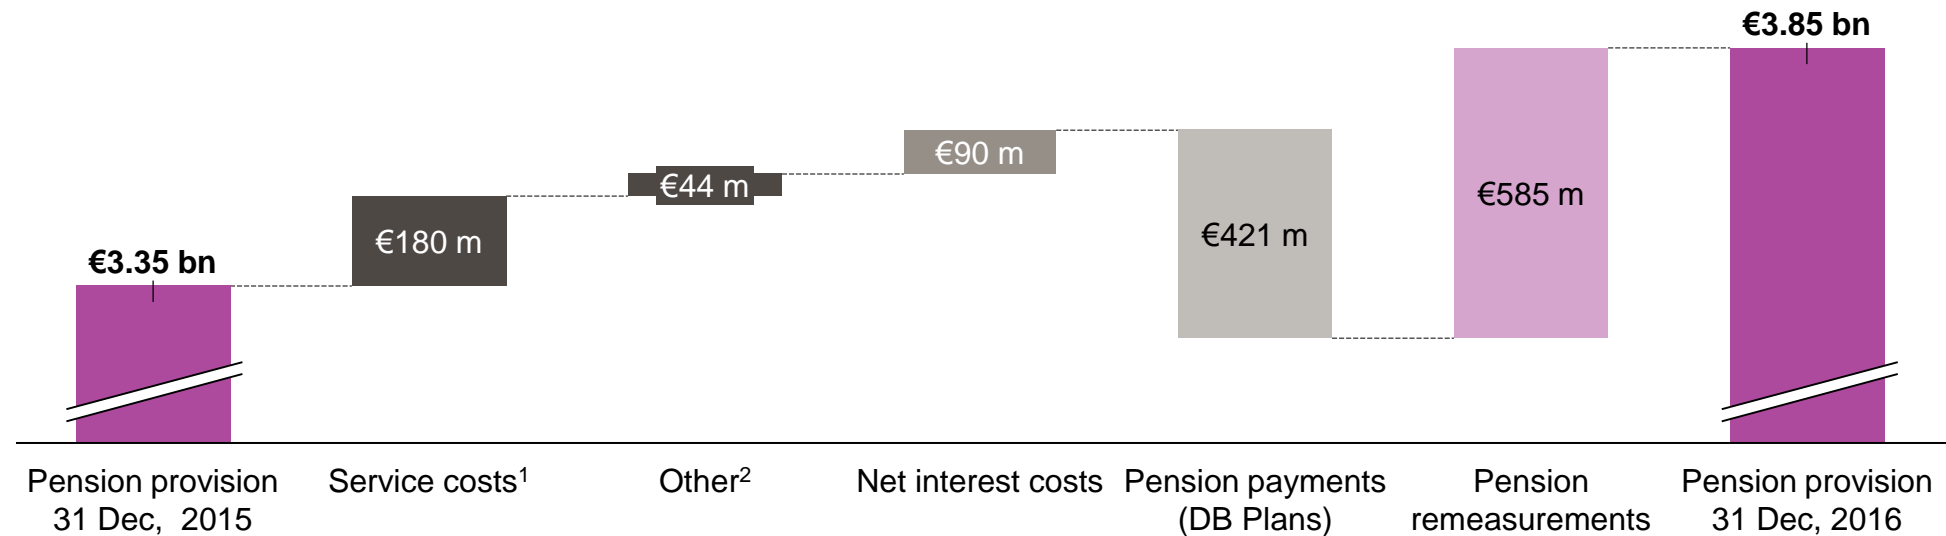 €3.85 bn
€90 m
€44 m
€585 m
€421 m
€180 m
€3.35 bn
Pension provision
31 Dec, 2015
Service costs¹
Other²
Net interest costs
Pension payments
(DB Plans)
Pension
remeasurements
Pension provision
31 Dec, 2016